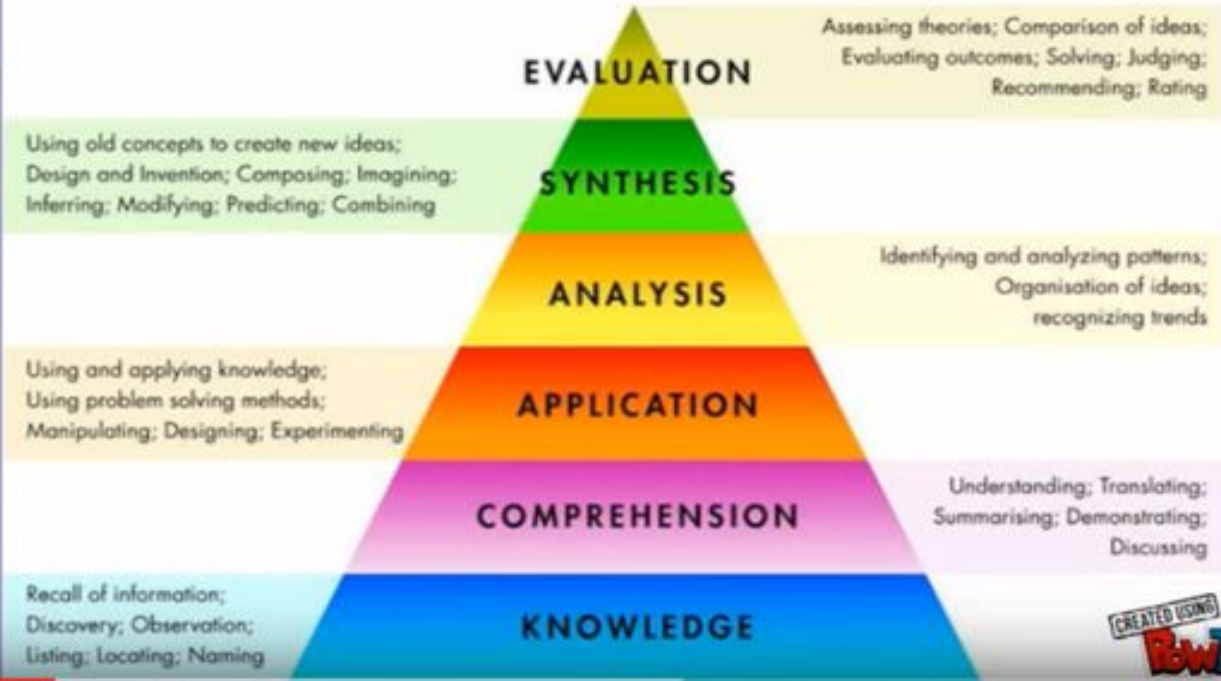 EVALUATION
Assessing theories; Comparison of ideas;
Evaluating outcomes; Solving; Judging;
Recommending; Rating
Using old concepts to create new ideas;
Design and Invention; Composing; Imagining;
Inferring; Modifying; Predicting; Combining
SYNTHESIS
ANALYSIS
Identifying and analyzing patterns;
Organisation of ideas;
recognizing trends
Using and applying knowledge;
Using problem solving methods;
Manipulating; Designing; Experimenting
APPLICATION
COMPREHENSION
Understanding; Translating;
Summarising; Demonstrating;
Discussing
Recall of information;
Discovery; Observation;
Listing; Locating; Naming
KNOWLEDGE
CREATED USING